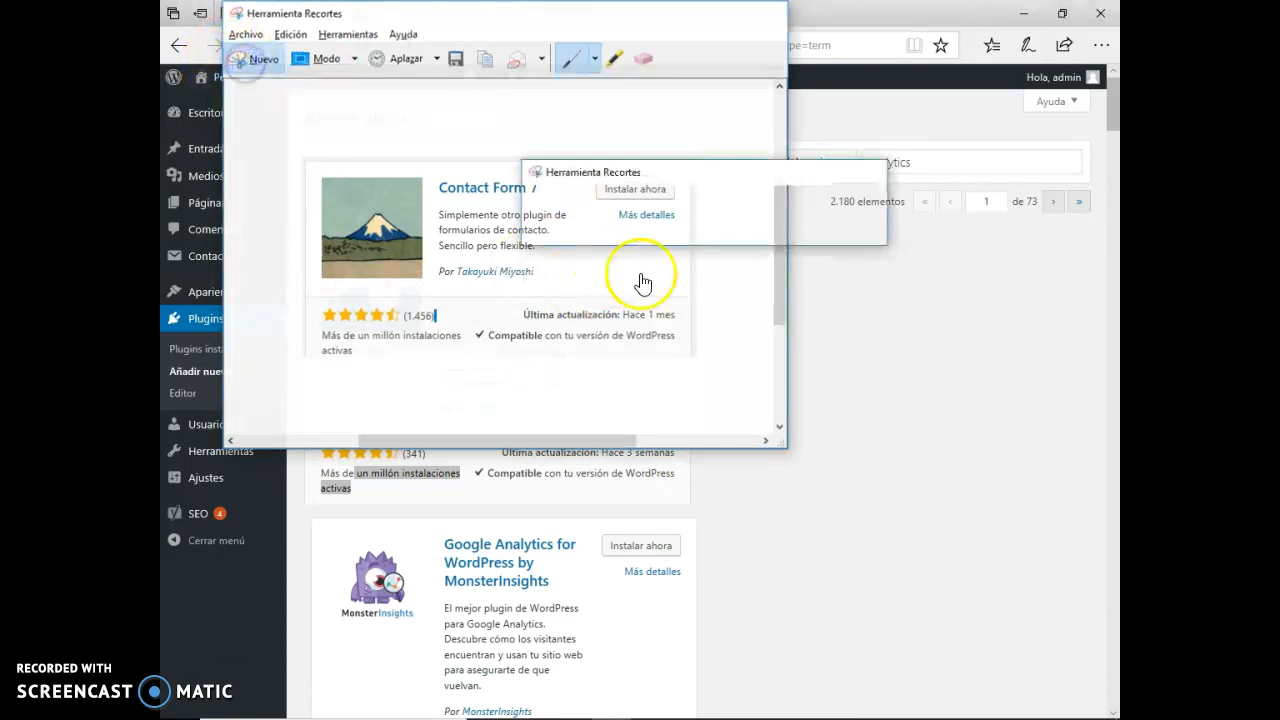 Herramienta Recortes
Archivo Edición Herramientas Ayuda
Nuevo Modo Aplazar
pe=term
Hola, admin
Ayuda
Escritor
Entrada
Medios
Página
Comen
Contac
Aparien
Plugins
Plugins inst
Añadir nuev
Editor
Usuario
Herramientas
Ajustes
SEO 4
Cerrar menú
ytics
2.180 elementos « ‹ 1 de 73 › »
Herramienta Recortes
Contact Form 7
Instalar ahora
Más detalles
Simplemente otro plugin de
formularios de contacto.
Sencillo pero flexible.
Por Takayuki Miyoshi
(1.456)
Última actualización: Hace 1 mes
Más de un millón instalaciones
activas
Compatible con tu versión de WordPress
(341)
Última actualización: Hace 3 semanas
Más de un millón instalaciones
activas
Compatible con tu versión de WordPress
Google Analytics for
WordPress by
MonsterInsights
Instalar ahora
Más detalles
MonsterInsights
El mejor plugin de WordPress
para Google Analytics.
Descubre cómo los visitantes
encuentran y usan tu sitio web
para asegurarte de que
vuelvan.
Por MonsterInsights
RECORDED WITH
SCREENCAST MATIC